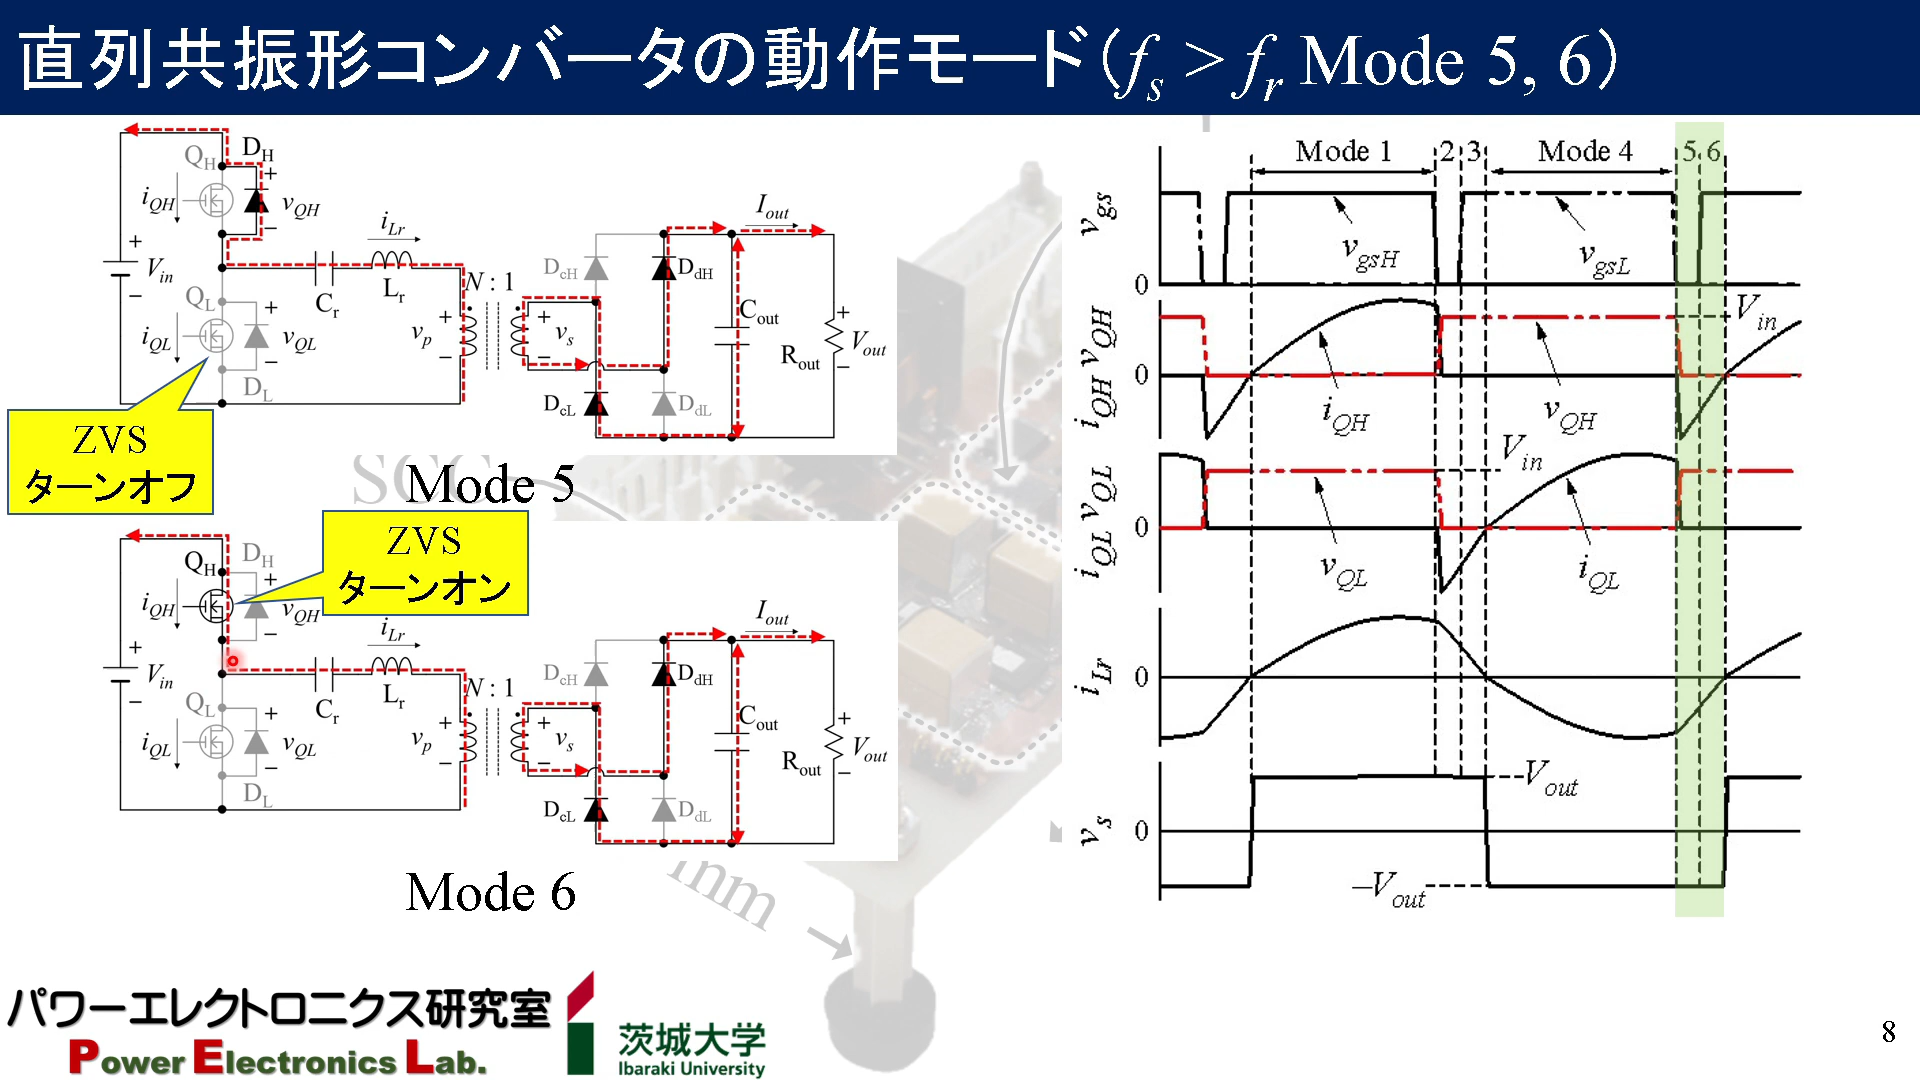 直列共振形コンバータの動作モード（fs > fr Mode 5, 6）
QH
DH
+
iQH
vQH
−
iLr
+
Vin
−
Cr
Lr
N : 1
QL
+
iQL
vQL
−
DL
+
vp
−
+
vs
−
DcH
DdH
DcL
DdL
Iout
Cout
Rout
+
Vout
−
ZVS
ターンオフ
Mode 5
QH
DH
+
iQH
vQH
−
ZVS
ターンオン
iLr
+
Vin
−
Cr
Lr
N : 1
QL
+
iQL
vQL
−
DL
+
vp
−
+
vs
−
DcH
DdH
DcL
DdL
Iout
Cout
Rout
+
Vout
−
Mode 6
Mode 1
2
3
Mode 4
5
6
vgs
vgsH
vgsL
0
iQH vQH
Vin
0
iQH
vQH
iQL vQL
Vin
0
vQL
iQL
iLr
0
vs
Vout
0
−Vout
mm
パワーエレクトロニクス研究室
Power Electronics Lab.
茨城大学
Ibaraki University
8